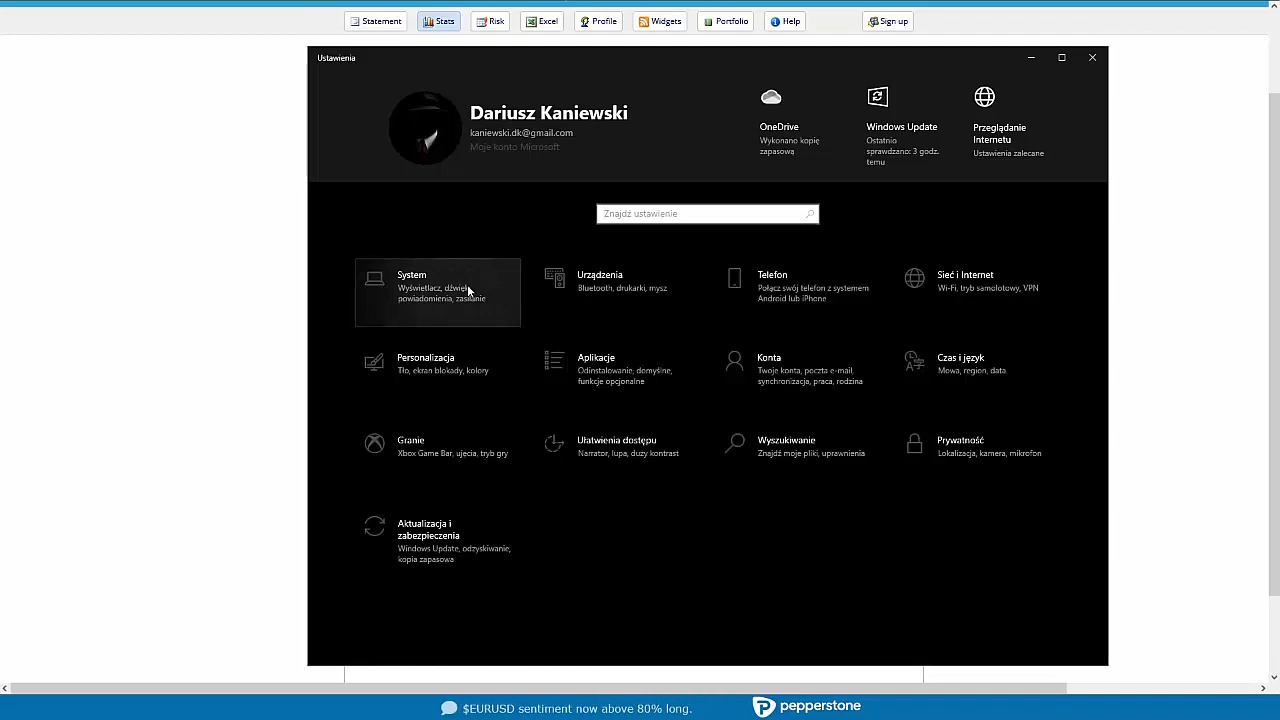 Statement Stats Risk Excel Profile Widgets Portfolio Help Sign up
Ustawienia
Dariusz Kaniewski
kaniewski.dk@gmail.com
Moje konto Microsoft
OneDrive
Wykonano kopię
zapasową
Windows Update
Ostatnio
sprawdzano: 3 godz.
temu
Przeglądanie
Internetu
Ustawienia zalecane
Znajdź ustawienie
System
Wyświetlacz, dźwięk,
powiadomienia, zasilanie
Urządzenia
Bluetooth, drukarki, mysz
Telefon
Połącz swój telefon z systemem
Android lub iPhone
Sieć i Internet
Wi-Fi, tryb samolotowy, VPN
Personalizacja
Tło, ekran blokady, kolory
Aplikacje
Odinstalowanie, domyślne,
funkcje opcjonalne
Konta
Twoje konta, poczta e-mail,
synchronizacja, praca, rodzina
Czas i język
Mowa, region, data
Granie
Xbox Game Bar, ujęcia, tryb gry
Ułatwienia dostępu
Narrator, lupa, duży kontrast
Wyszukiwanie
Znajdź moje pliki, uprawnienia
Prywatność
Lokalizacja, kamera, mikrofon
Aktualizacja i
zabezpieczenia
Windows Update, odzyskiwanie,
kopia zapasowa
$EURUSD sentiment now above 80% long.
pepperstone